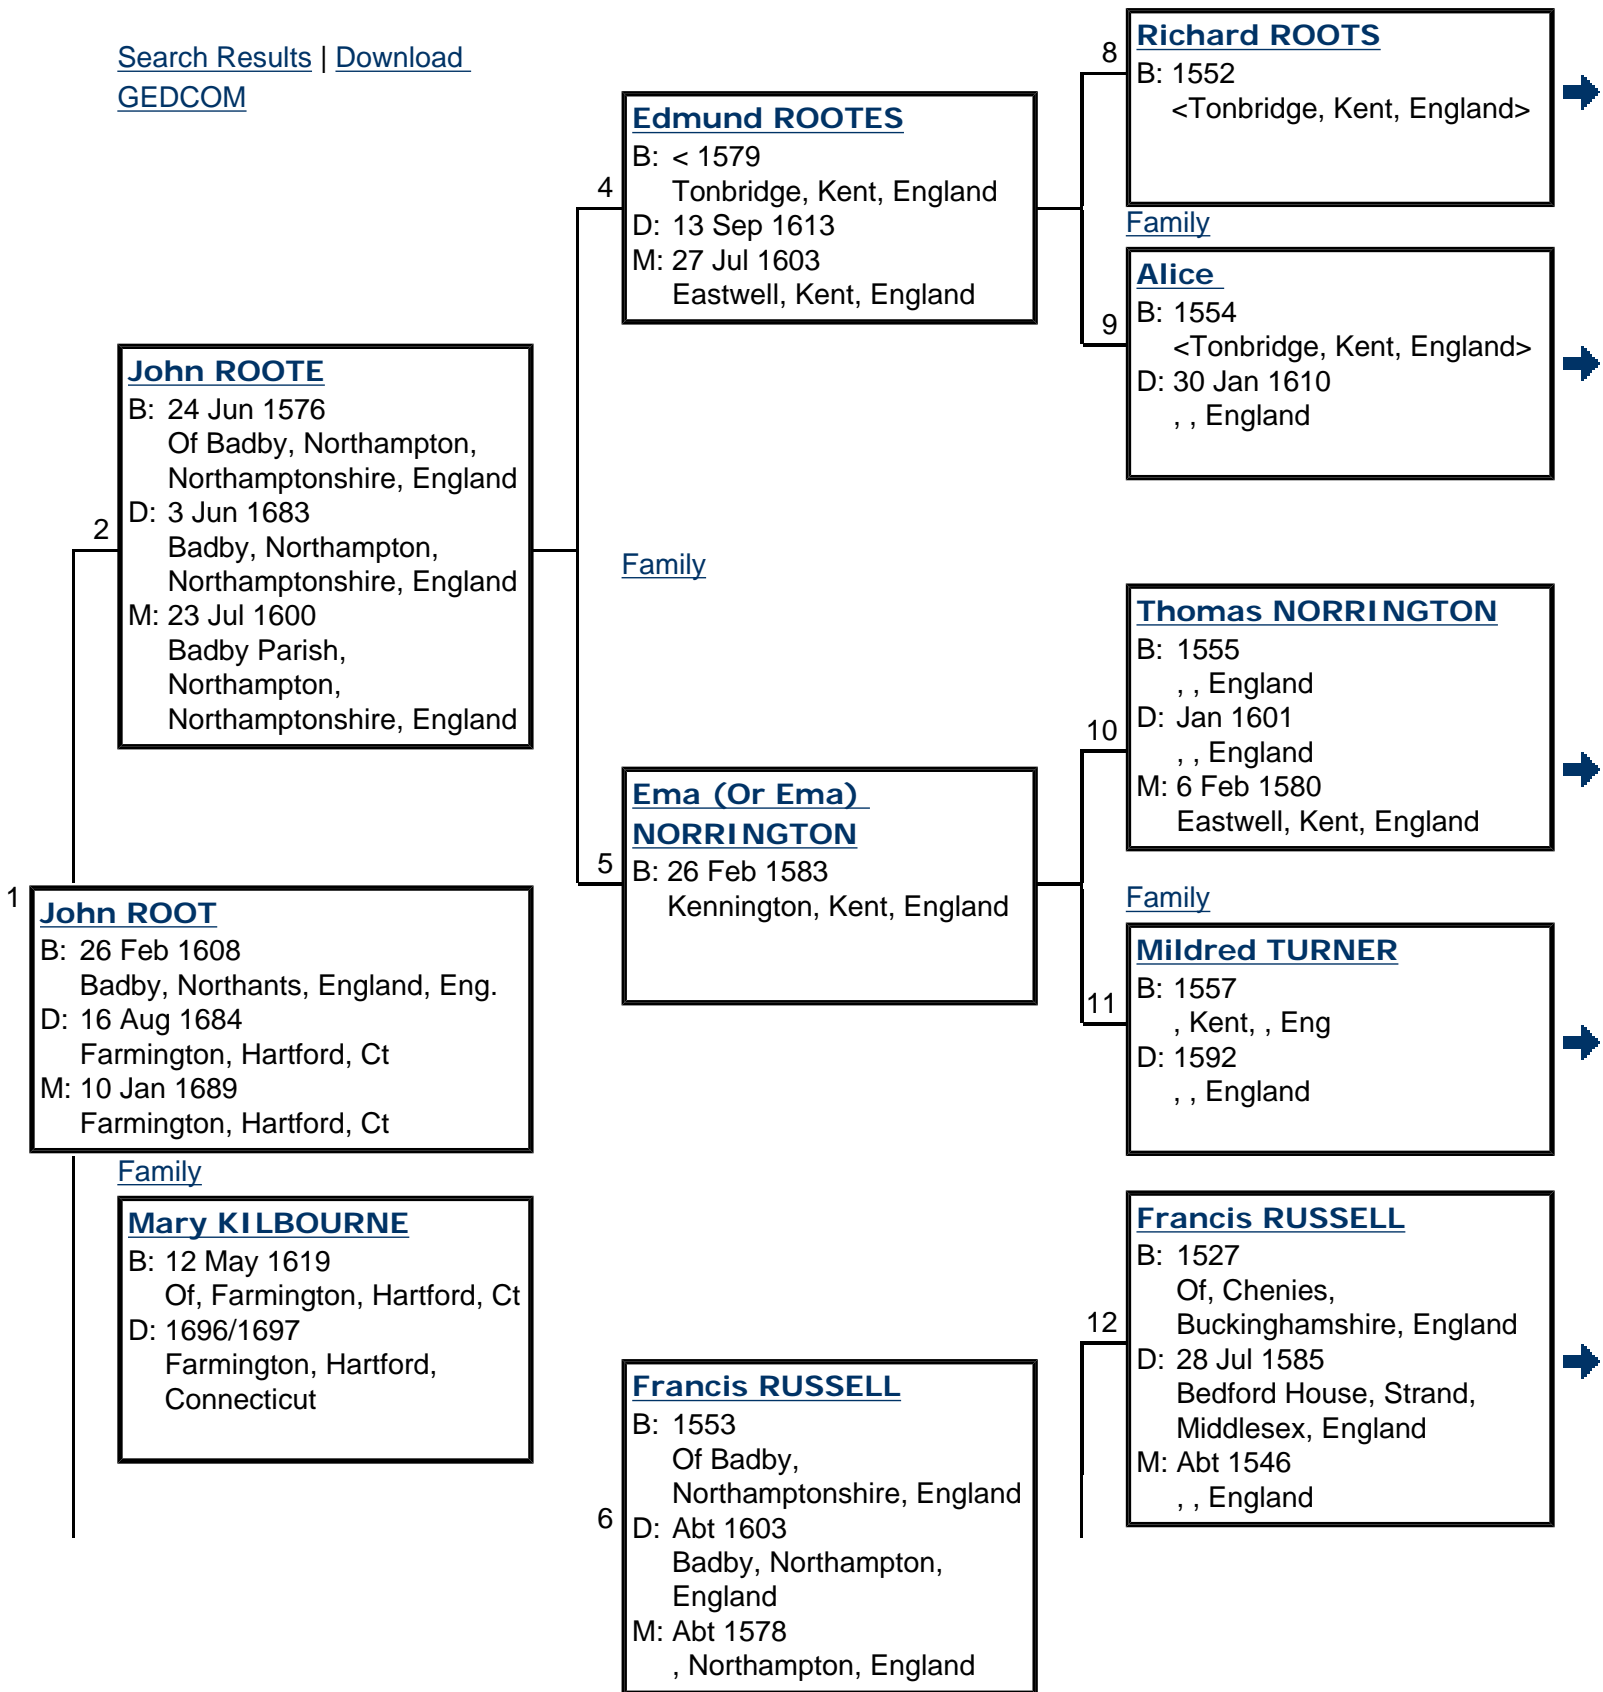 Search Results | Download
GEDCOM
8
Richard ROOTS
B: 1552
<Tonbridge, Kent, England>
Family
9
Alice
B: 1554
<Tonbridge, Kent, England>
D: 30 Jan 1610
, , England
4
Edmund ROOTES
B: < 1579
Tonbridge, Kent, England
D: 13 Sep 1613
M: 27 Jul 1603
Eastwell, Kent, England
2
John ROOTE
B: 24 Jun 1576
Of Badby, Northampton,
Northamptonshire, England
D: 3 Jun 1683
Badby, Northampton,
Northamptonshire, England
M: 23 Jul 1600
Badby Parish,
Northampton,
Northamptonshire, England
Family
10
Thomas NORRINGTON
B: 1555
, , England
D: Jan 1601
, , England
M: 6 Feb 1580
Eastwell, Kent, England
5
Ema (Or Ema)
NORRINGTON
B: 26 Feb 1583
Kennington, Kent, England
Family
11
Mildred TURNER
B: 1557
, Kent, , Eng
D: 1592
, , England
1
John ROOT
B: 26 Feb 1608
Badby, Northants, England, Eng.
D: 16 Aug 1684
Farmington, Hartford, Ct
M: 10 Jan 1689
Farmington, Hartford, Ct
Family
Mary KILBOURNE
B: 12 May 1619
Of, Farmington, Hartford, Ct
D: 1696/1697
Farmington, Hartford,
Connecticut
12
Francis RUSSELL
B: 1527
Of, Chenies,
Buckinghamshire, England
D: 28 Jul 1585
Bedford House, Strand,
Middlesex, England
M: Abt 1546
, , England
6
Francis RUSSELL
B: 1553
Of Badby,
Northamptonshire, England
D: Abt 1603
Badby, Northampton,
England
M: Abt 1578
, Northampton, England